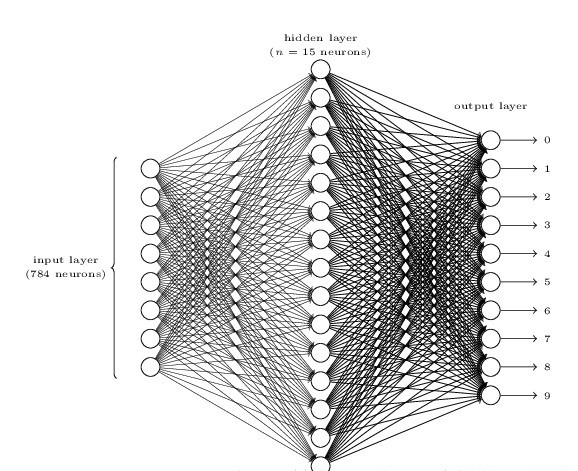 hidden layer
(n = 15 neurons)
output layer
0
1
2
3
input layer
(784 neurons)
4
5
6
7
8
9